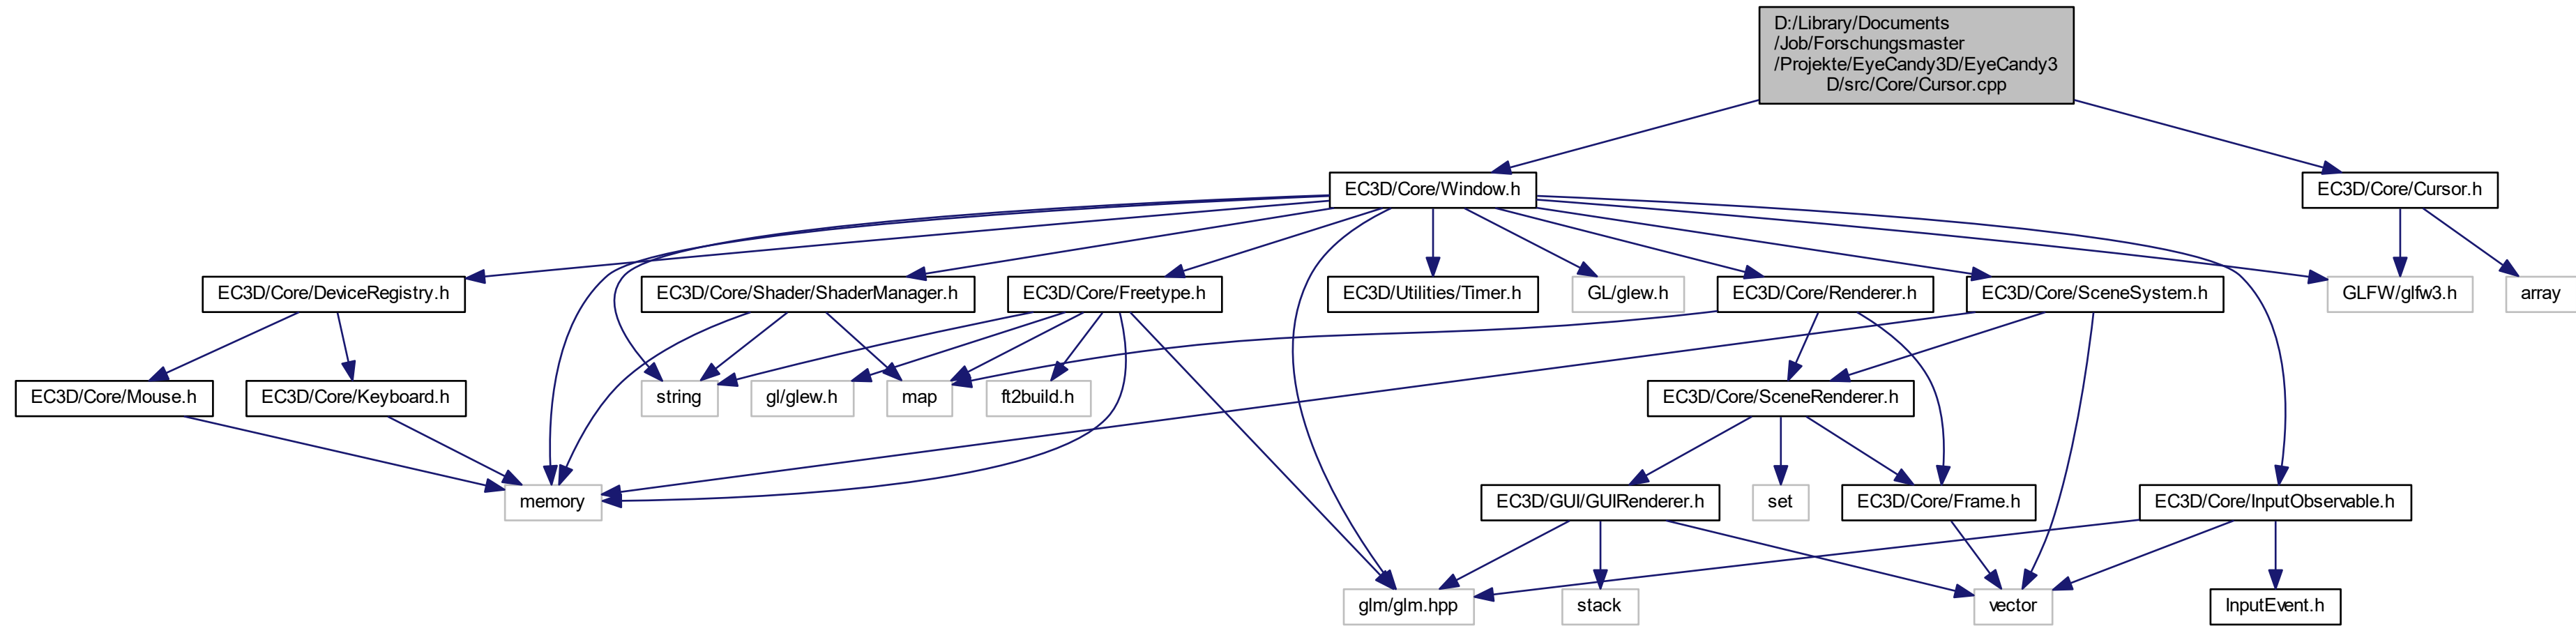 D:/Library/Documents
/Job/Forschungsmaster
/Projekte/EyeCandy3D/EyeCandy3
D/src/Core/Cursor.cpp
EC3D/Core/Window.h
EC3D/Core/Cursor.h
EC3D/Core/DeviceRegistry.h
EC3D/Core/Shader/ShaderManager.h
EC3D/Core/Freetype.h
EC3D/Utilities/Timer.h
GL/glew.h
EC3D/Core/Renderer.h
EC3D/Core/SceneSystem.h
GLFW/glfw3.h
array
EC3D/Core/Mouse.h
EC3D/Core/Keyboard.h
string
gl/glew.h
map
ft2build.h
EC3D/Core/SceneRenderer.h
memory
EC3D/GUI/GUIRenderer.h
set
EC3D/Core/Frame.h
EC3D/Core/InputObservable.h
glm/glm.hpp
stack
vector
InputEvent.h